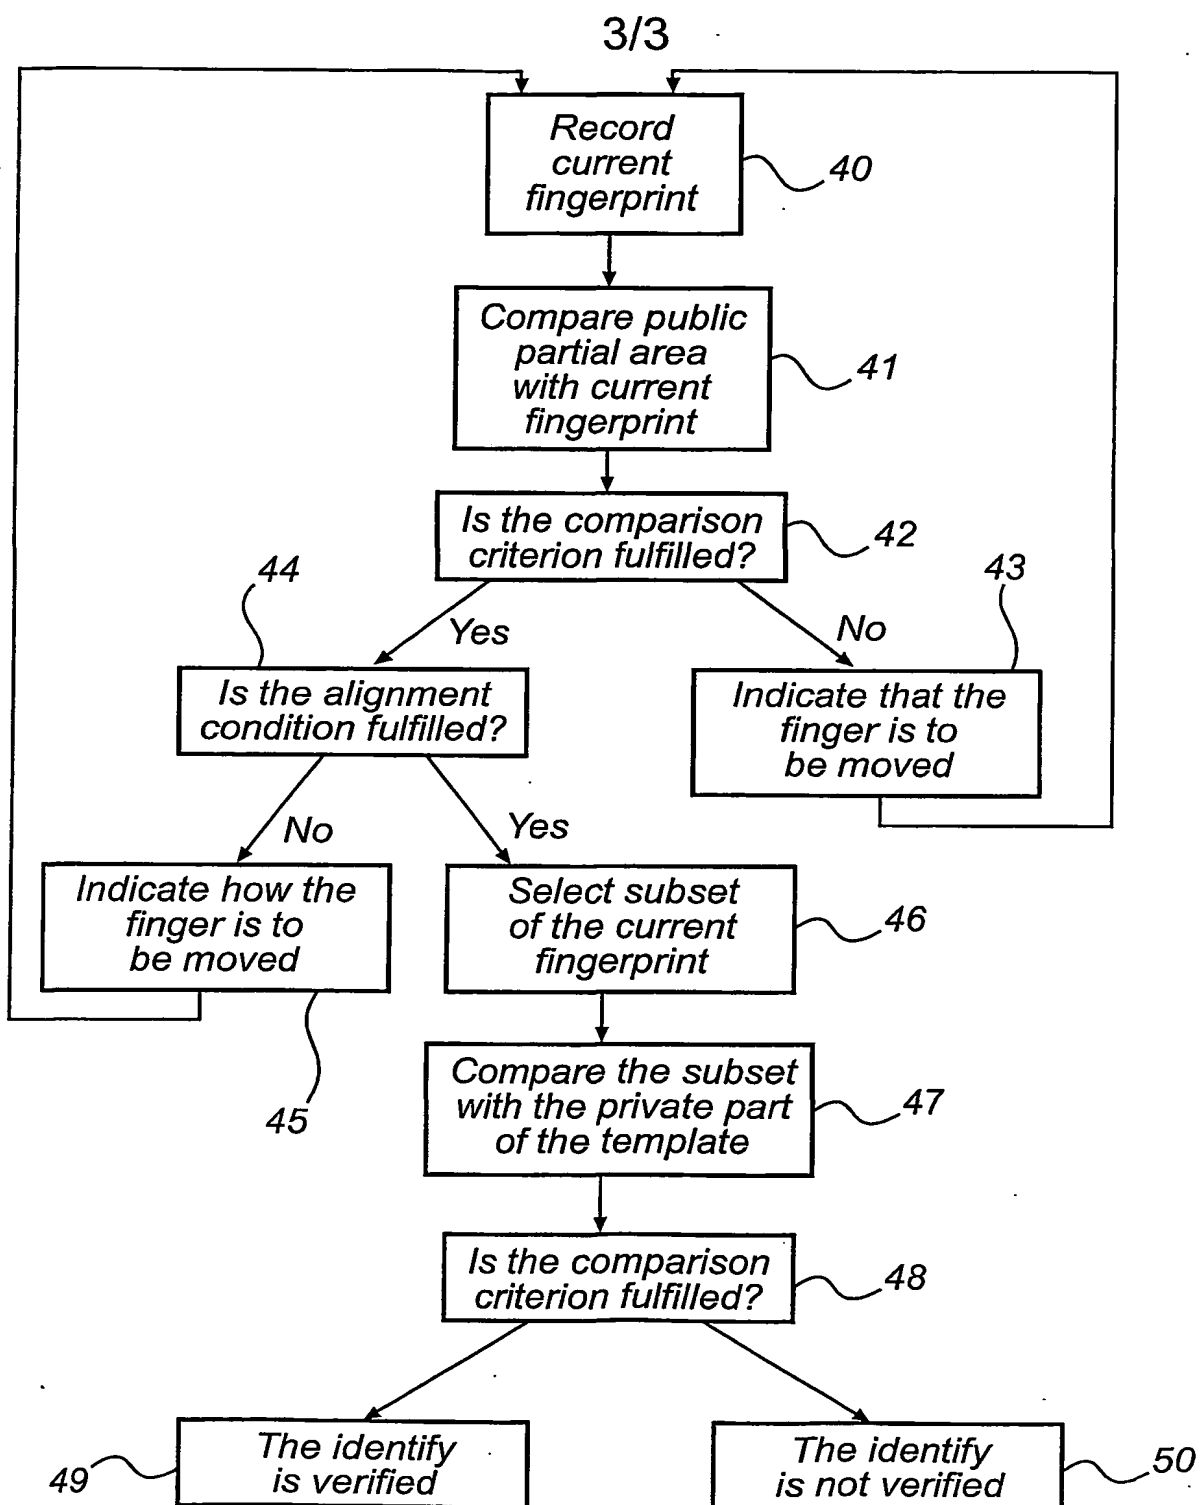 3/3
Record
current
fingerprint
40
Compare public
partial area
with current
fingerprint
41
Is the comparison
criterion fulfilled?
42
44
43
Yes
No
Is the alignment
condition fulfilled?
Indicate that the
finger is to
be moved
No
Yes
Indicate how the
finger is to
be moved
45
Select subset
of the current
fingerprint
46
Compare the subset
with the private part
of the template
47
Is the comparison
criterion fulfilled?
48
The identify
is verified
49
The identify
is not verified
50